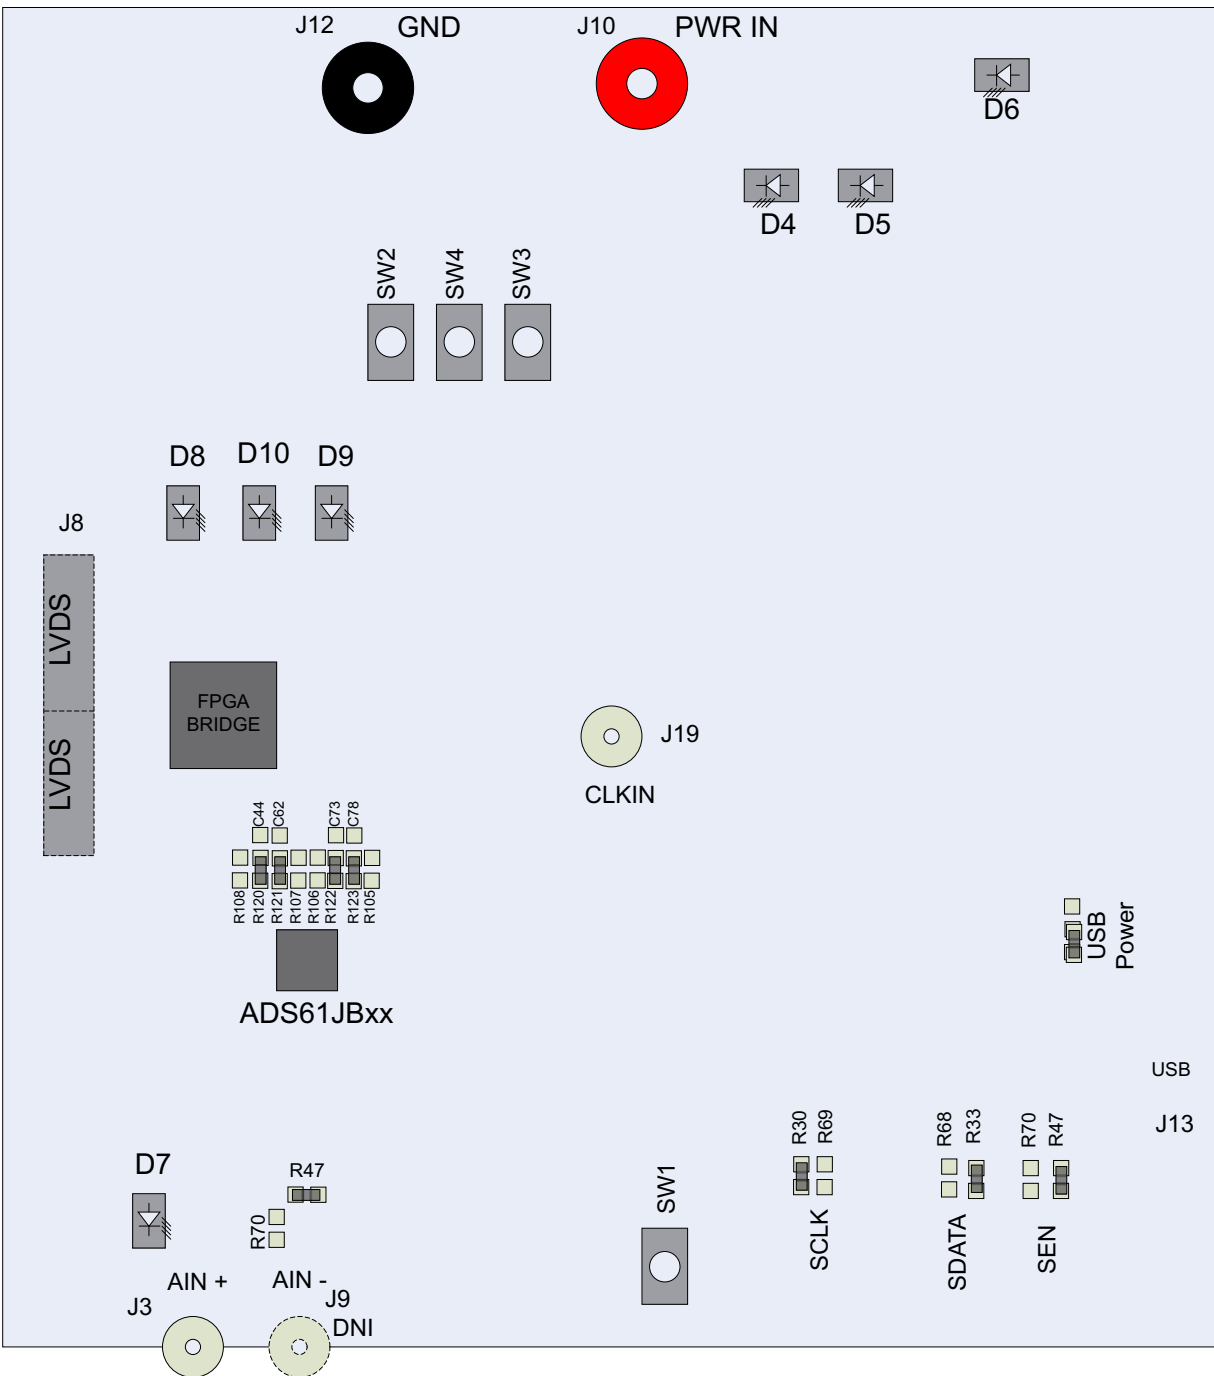 J12
GND
J10
PWR IN
D6
D4
D5
SW2
SW4
SW3
D8
D10
D9
J8
LVDS
LVDS
FPGA
BRIDGE
J19
CLKIN
C44
C62
C73
C78
R108
R120
R121
R107
R106
R122
R123
R105
ADS61JBxx
USB
Power
USB
J13
R30
R69
R68
R33
R70
R47
SCLK
SDATA
SEN
D7
R47
R70
SW1
AIN +
AIN -
J3
J9
DNI